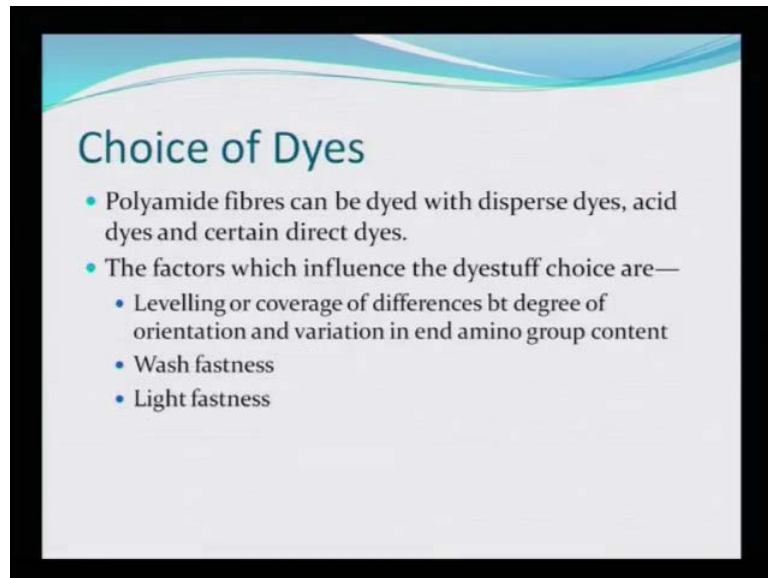 Choice of Dyes
• Polyamide fibres can be dyed with disperse dyes, acid
dyes and certain direct dyes.
• The factors which influence the dyestuff choice are—
• Levelling or coverage of differences bt degree of
orientation and variation in end amino group content
• Wash fastness
• Light fastness